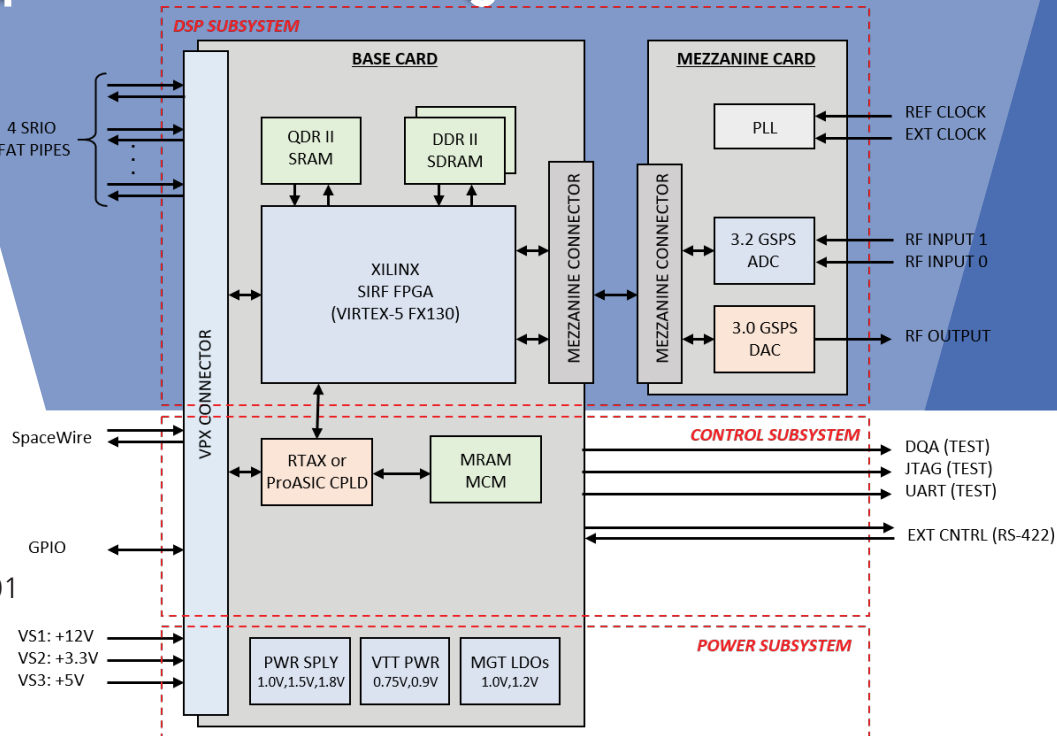 DSP SUBSYSTEM
BASE CARD
MEZZANINE CARD
4 SRIO
FAT PIPES
QDR II
SRAM
DDR II
SDRAM
PLL
REF CLOCK
EXT CLOCK
XILINX
SIRF FPGA
(VIRTEX-5 FX130)
MEZZANINE CONNECTOR
MEZZANINE CONNECTOR
3.2 GSPS
ADC
RF INPUT 1
RF INPUT 0
3.0 GSPS
DAC
RF OUTPUT
VPX CONNECTOR
SpaceWire
CONTROL SUBSYSTEM
RTAX or
ProASIC CPLD
MRAM
MCM
DQA (TEST)
JTAG (TEST)
UART (TEST)
EXT CNTRL (RS-422)
GPIO
01
VS1: +12V
VS2: +3.3V
VS3: +5V
POWER SUBSYSTEM
PWR SPLY
1.0V,1.5V,1.8V
VTT PWR
0.75V,0.9V
MGT LDOs
1.0V,1.2V